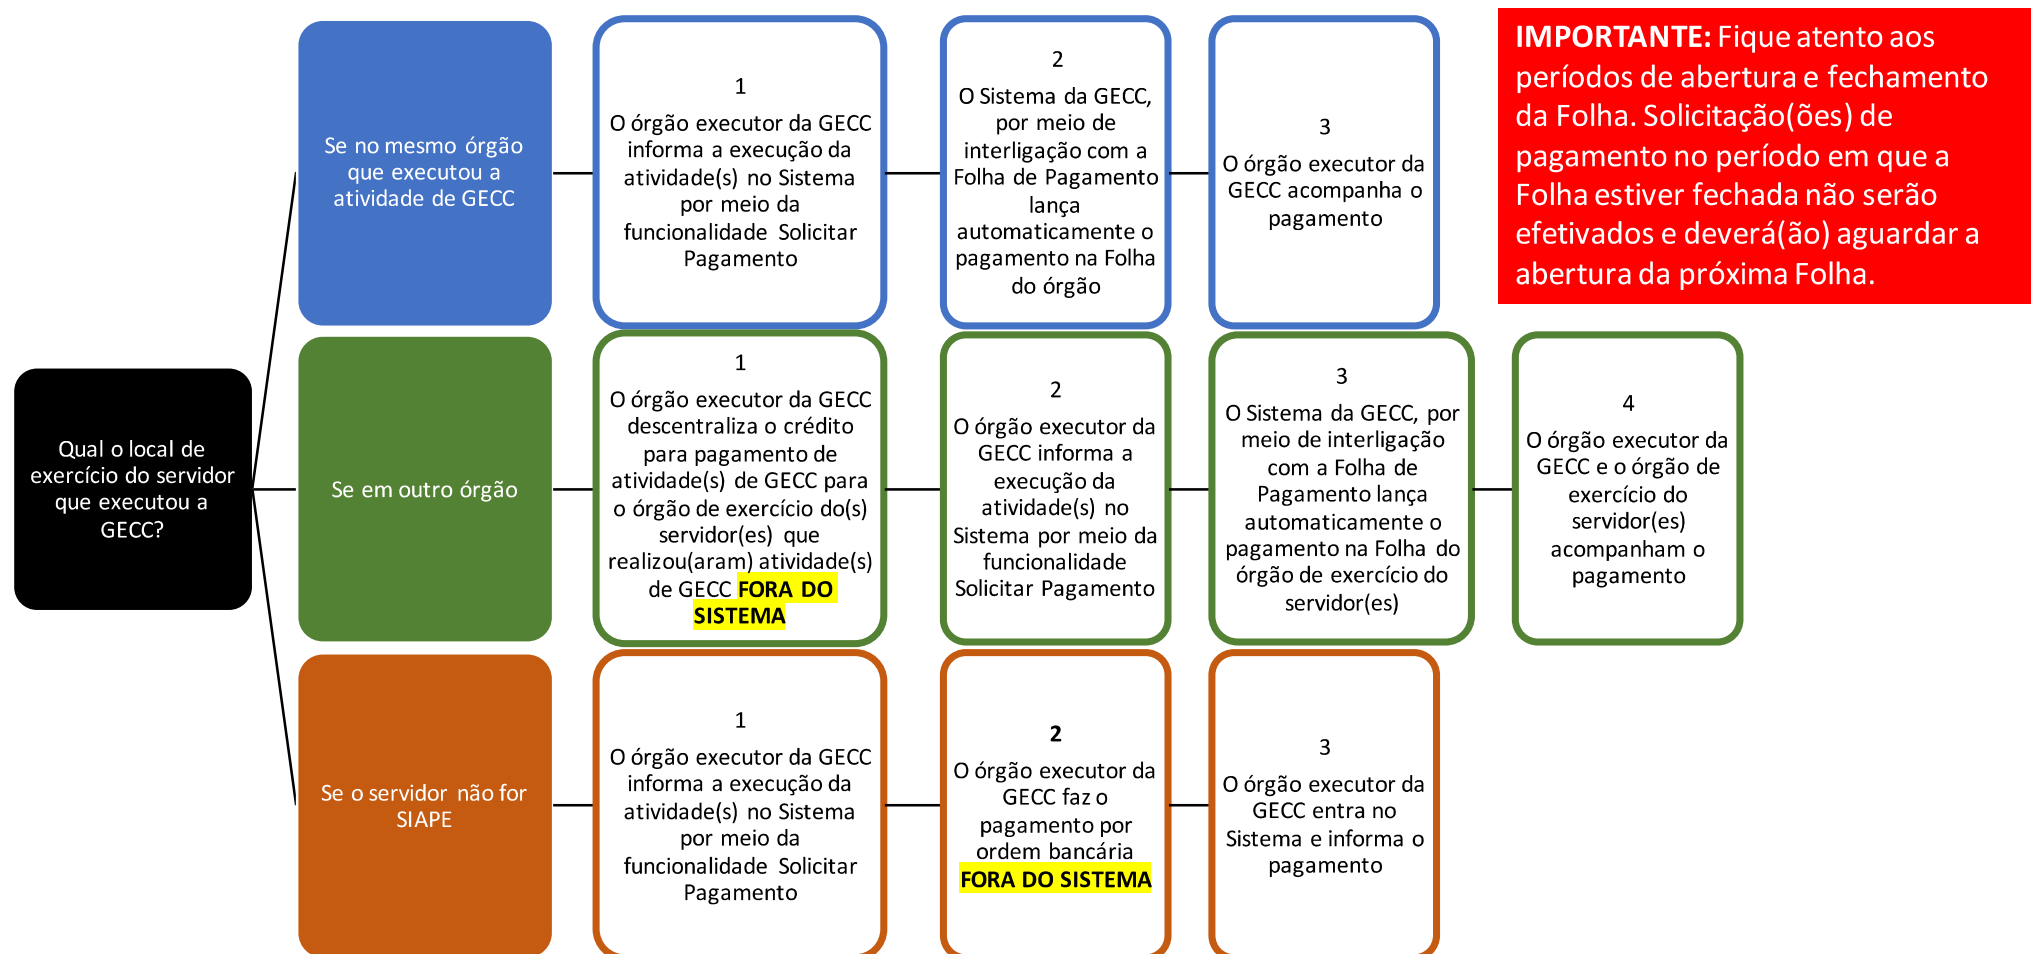 Qual o local de
exercício do servidor
que executou a
GECC?
Se no mesmo órgão
que executou a
atividade de GECC
1
O órgão executor da GECC
informa a execução da
atividade(s) no Sistema
por meio da
funcionalidade Solicitar
Pagamento
2
O Sistema da GECC,
por meio de
interligação com a
Folha de Pagamento
lança
automaticamente o
pagamento na Folha
do órgão
3
O órgão executor da
GECC acompanha o
pagamento
IMPORTANTE: Fique atento aos
períodos de abertura e fechamento
da Folha. Solicitação(ões) de
pagamento no período em que a
Folha estiver fechada não serão
efetivados e deverá(ão) aguardar a
abertura da próxima Folha.
Se em outro órgão
1
O órgão executor da GECC
descentraliza o crédito
para pagamento de
atividade(s) de GECC para
o órgão de exercício do(s)
servidor(es) que
realizou(aram) atividade(s)
de GECC FORA DO
SISTEMA
2
O órgão executor da
GECC informa a
execução da
atividade(s) no
Sistema por meio da
funcionalidade
Solicitar Pagamento
3
O Sistema da GECC, por
meio de interligação
com a Folha de
Pagamento lança
automaticamente o
pagamento na Folha do
órgão de exercício do
servidor(es)
4
O órgão executor da
GECC e o órgão de
exercício do
servidor(es)
acompanham o
pagamento
Se o servidor não for
SIAPE
1
O órgão executor da GECC
informa a execução da
atividade(s) no Sistema
por meio da
funcionalidade Solicitar
Pagamento
2
O órgão executor da
GECC faz o
pagamento por
ordem bancária
FORA DO SISTEMA
3
O órgão executor da
GECC entra no
Sistema e informa o
pagamento